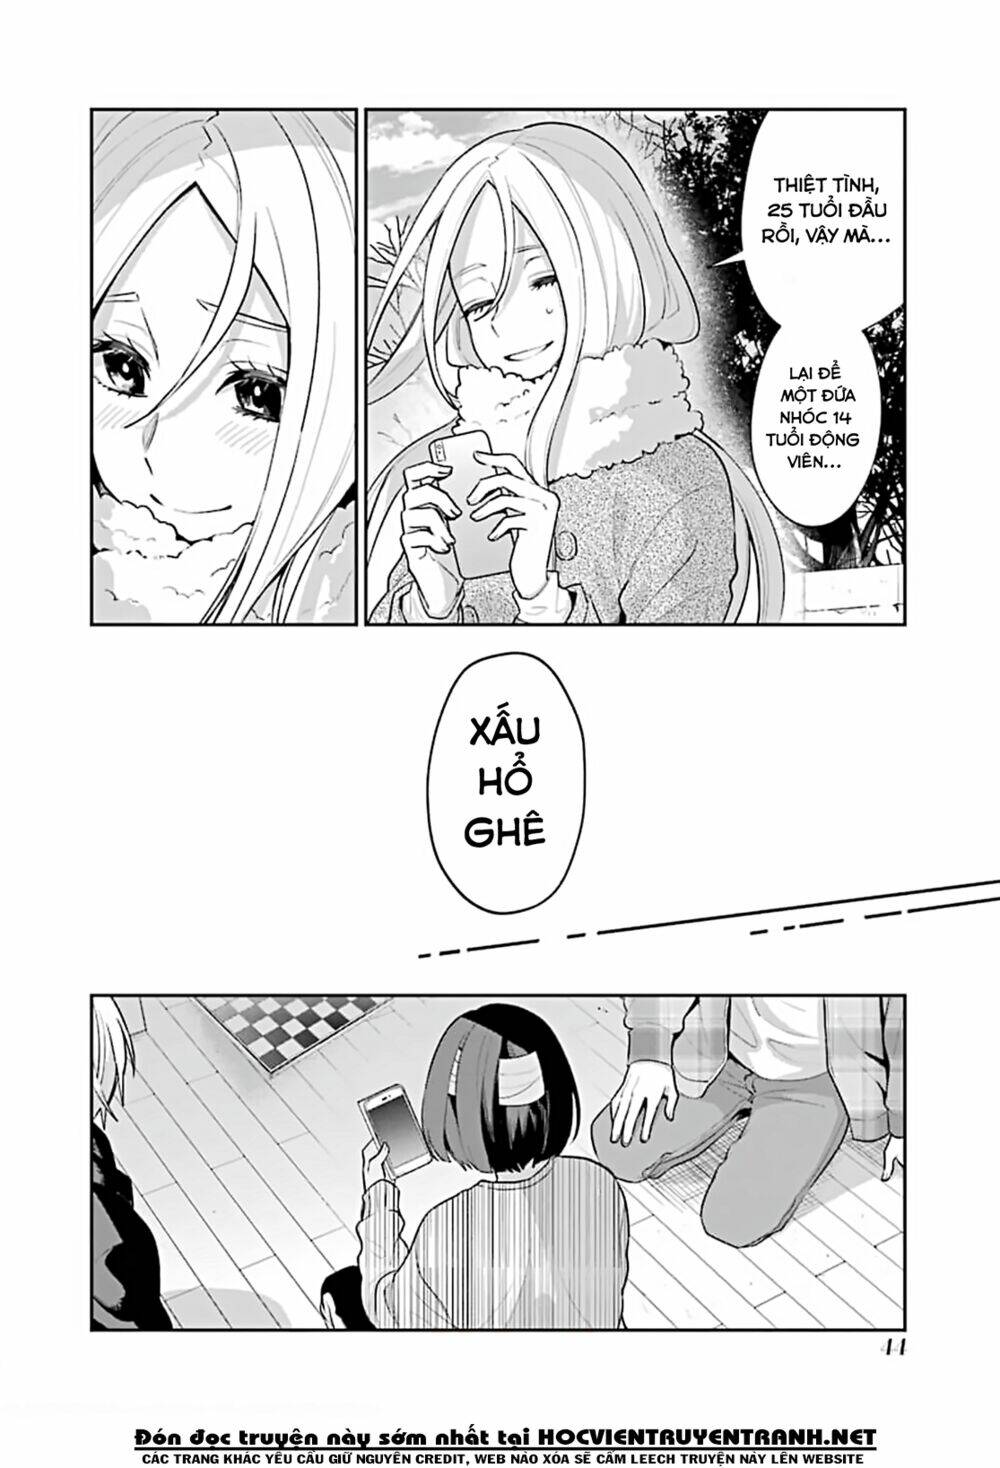 THIỆT TÌNH,
25 TUỔI ĐẦU
RỒI, VẬY MÀ...
LẠI ĐỂ
MỘT ĐỨA
NHÓC 14
TUỔI ĐỘNG
VIÊN...
XẤU
HỔ
GHÊ
44
Đón đọc truyện này sớm nhất tại HOCVIENTRUYENTRANH.NET
CÁC TRANG KHÁC YÊU CẦU GIỮ NGUYÊN CREDIT, WEB NÀO XÓA SẼ CẤM LEECH TRUYỆN NÀY LÊN WEBSITE